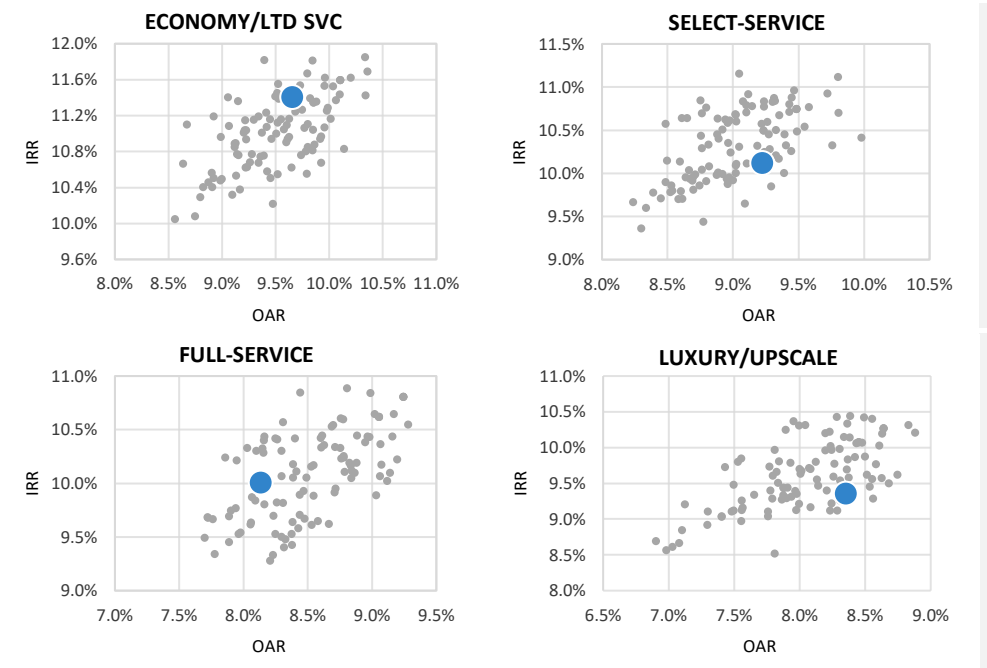 ECONOMY/LTD SVC
12.0%
11.6%
11.2%
10.8%
10.4%
10.0%
9.6%
IRR
8.0% 8.5% 9.0% 9.5% 10.0% 10.5% 11.0%
OAR
SELECT-SERVICE
11.5%
11.0%
10.5%
10.0%
9.5%
9.0%
IRR
8.0% 8.5% 9.0% 9.5% 10.0% 10.5%
OAR
FULL-SERVICE
11.0%
10.5%
10.0%
9.5%
9.0%
IRR
7.0% 7.5% 8.0% 8.5% 9.0% 9.5%
OAR
LUXURY/UPSCALE
11.0%
10.5%
10.0%
9.5%
9.0%
8.5%
8.0%
IRR
6.5% 7.0% 7.5% 8.0% 8.5% 9.0%
OAR